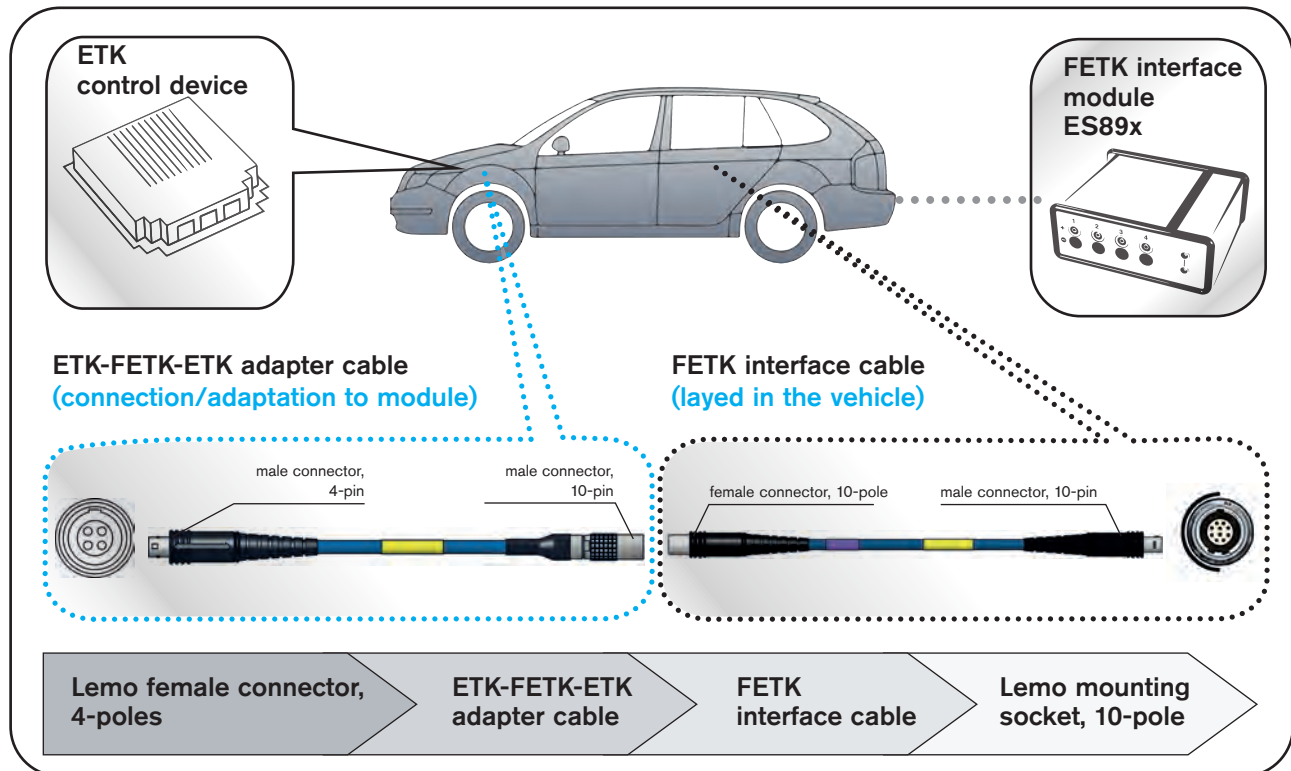 ETK
control device
FETK interface
module
ES89x
1 2 3 4
ETK-FETK-ETK adapter cable
(connection/adaptation to module)
FETK interface cable
(layed in the vehicle)
male connector,
4-pin
male connector,
10-pin
female connector, 10-pole
male connector, 10-pin
Lemo female connector,
4-poles
ETK-FETK-ETK
adapter cable
FETK
interface cable
Lemo mounting
socket, 10-pole